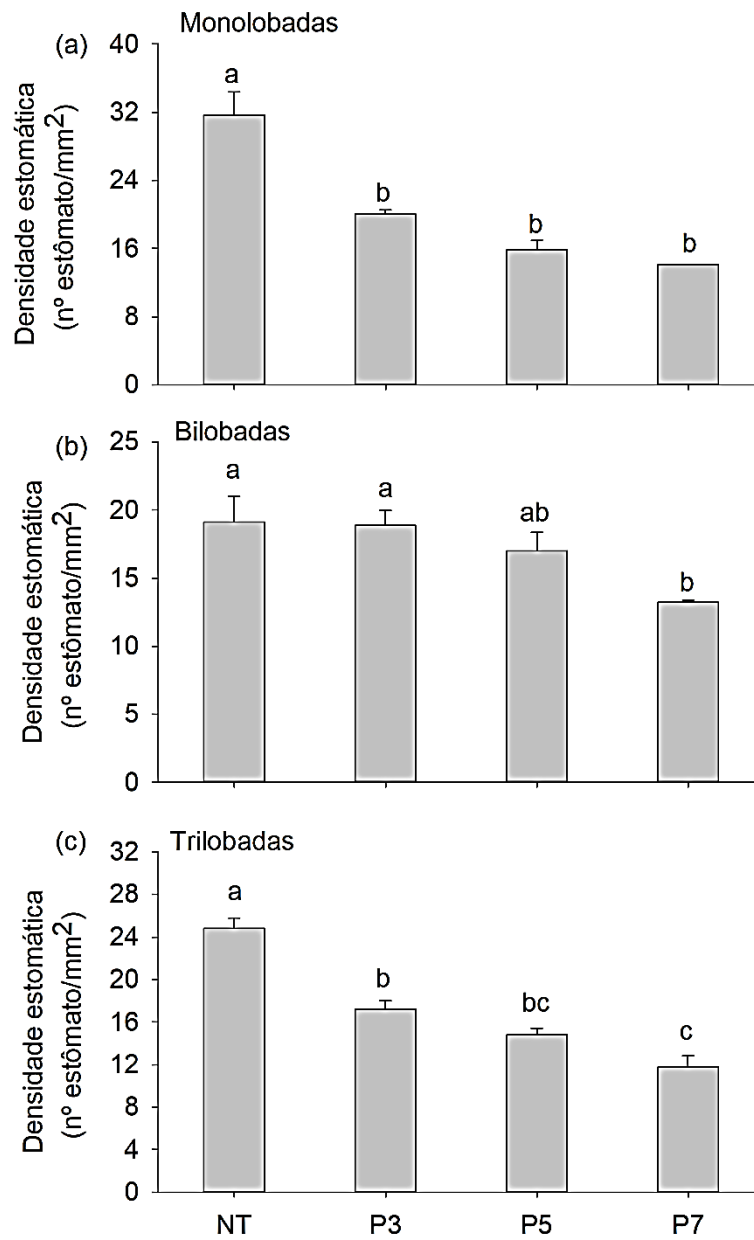 (a)
Monolobadas
Densidade estomática
(nº estômato/mm²)
40
32
24
16
8
0
a
b
b
b
(b)
Bilobadas
Densidade estomática
(nº estômato/mm²)
25
20
15
10
5
0
a
a
ab
b
(c)
Trilobadas
Densidade estomática
(nº estômato/mm²)
32
28
24
20
16
12
8
4
0
a
b
bc
c
NT P3 P5 P7